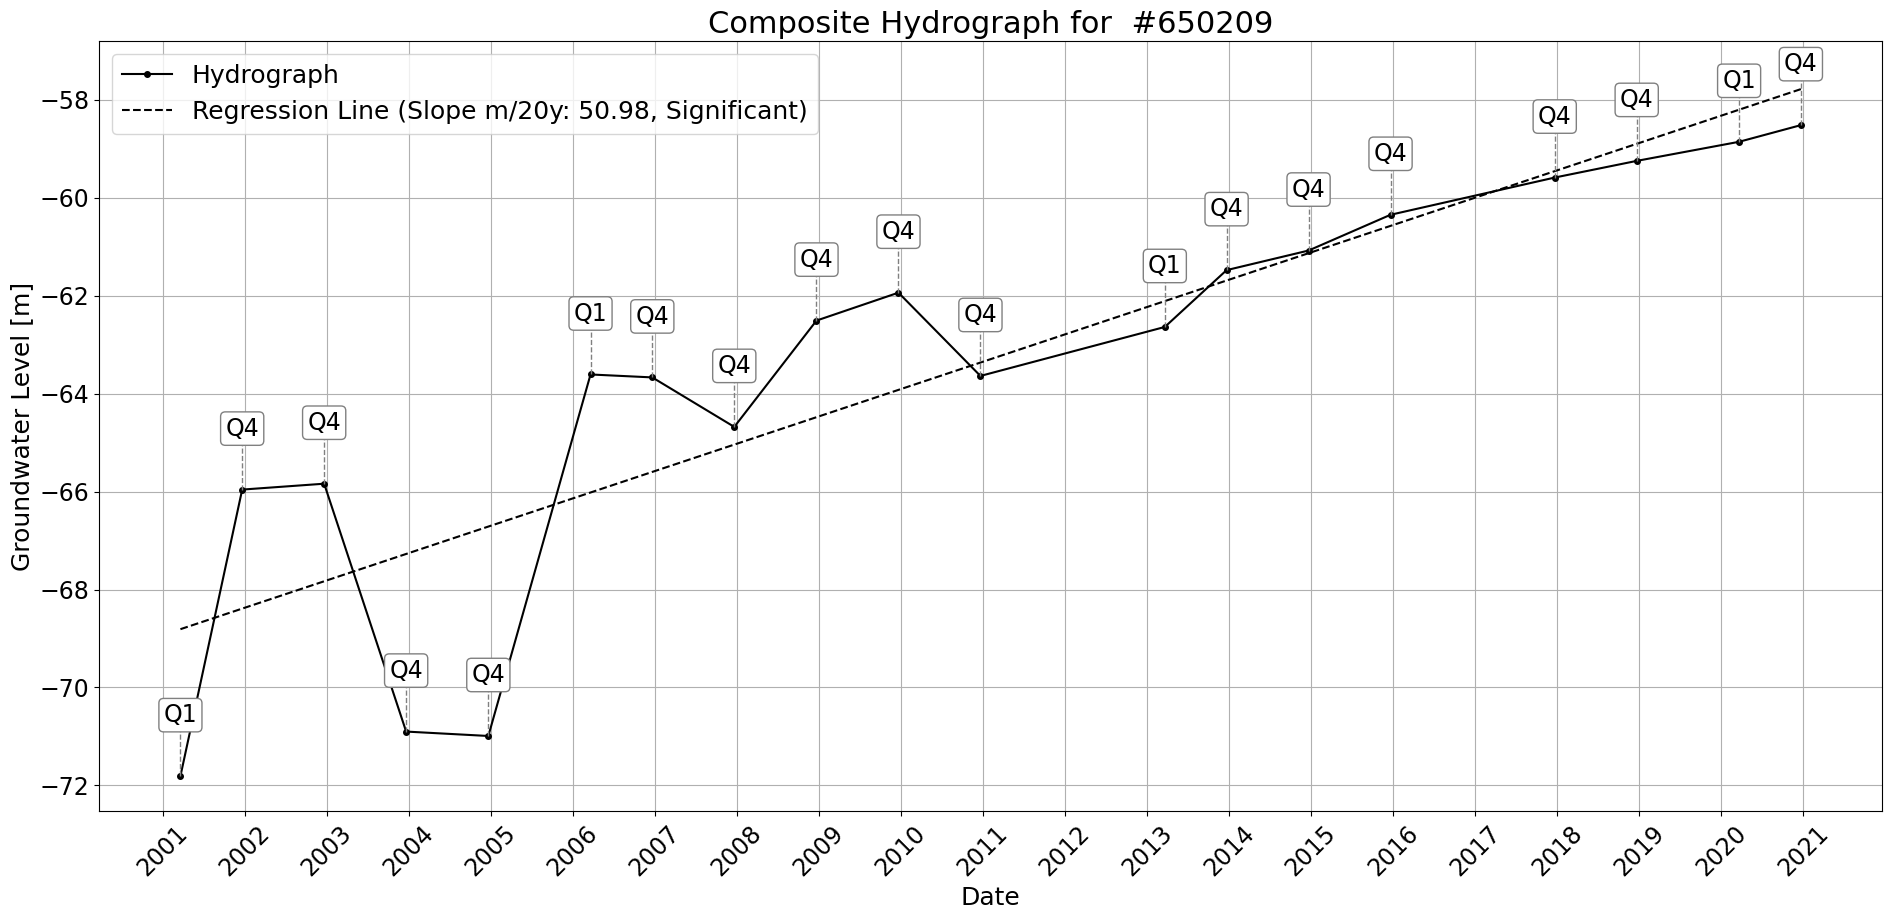 Composite Hydrograph for  #650209
Hydrograph
Regression Line (Slope m/20y: 50.98, Significant)
Groundwater Level [m]
−58
−60
−62
−64
−66
−68
−70
−72
Q1
Q4
Q4
Q4
Q4
Q1
Q4
Q4
Q4
Q4
Q4
Q1
Q4
Q4
Q4
Q4
Q4
Q1
Q4
2001
2002
2003
2004
2005
2006
2007
2008
2009
2010
2011
2012
2013
2014
2015
2016
2017
2018
2019
2020
2021
Date